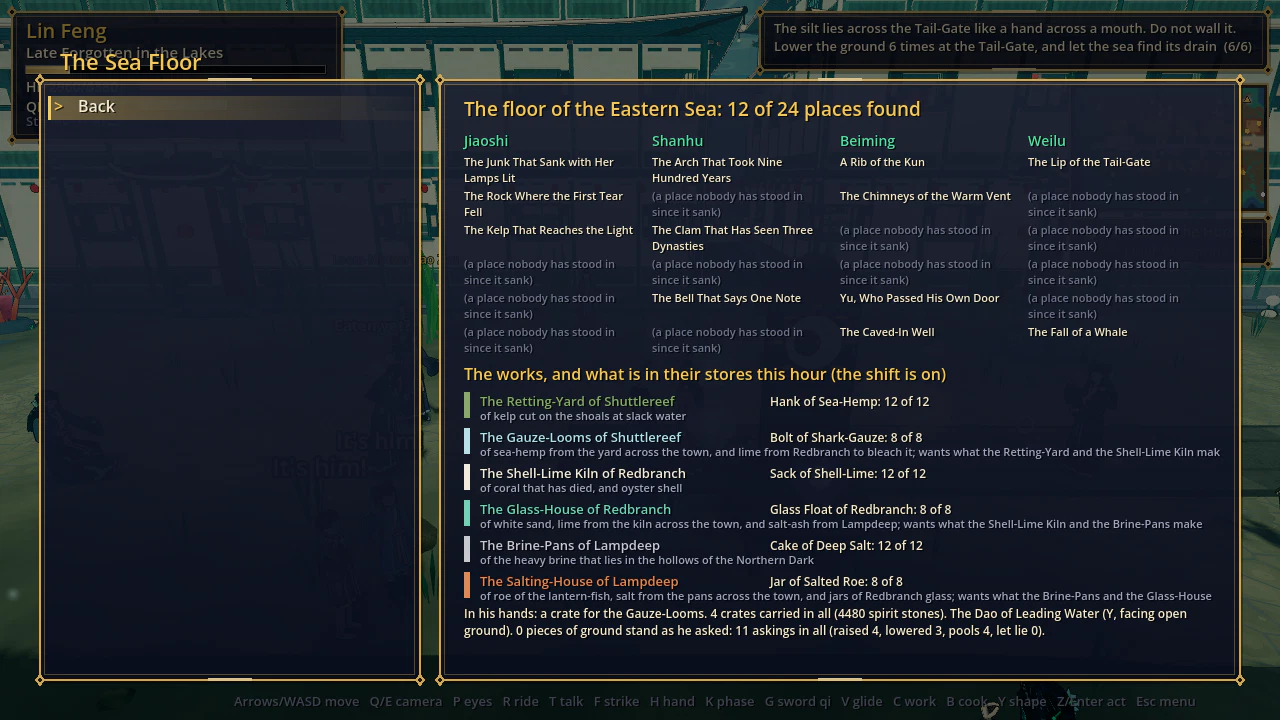 Lin Feng
Late Forgotten in the Lakes
The Sea Floor
The silt lies across the Tail-Gate like a hand across a mouth. Do not wall it.
Lower the ground 6 times at the Tail-Gate, and let the sea find its drain (6/6)
> Back
The floor of the Eastern Sea: 12 of 24 places found
Jiaoshi
The Junk That Sank with Her
Lamps Lit
The Rock Where the First Tear
Fell
The Kelp That Reaches the Light
(a place nobody has stood in
since it sank)
(a place nobody has stood in
since it sank)
(a place nobody has stood in
since it sank)
Shanhu
The Arch That Took Nine
Hundred Years
(a place nobody has stood in
since it sank)
The Clam That Has Seen Three
Dynasties
(a place nobody has stood in
since it sank)
The Bell That Says One Note
(a place nobody has stood in
since it sank)
Beiming
A Rib of the Kun
The Chimneys of the Warm Vent
(a place nobody has stood in
since it sank)
(a place nobody has stood in
since it sank)
Yu, Who Passed His Own Door
The Caved-In Well
Weilu
The Lip of the Tail-Gate
(a place nobody has stood in
since it sank)
(a place nobody has stood in
since it sank)
(a place nobody has stood in
since it sank)
(a place nobody has stood in
since it sank)
The Fall of a Whale
The works, and what is in their stores this hour (the shift is on)
The Retting-Yard of Shuttlereef Hank of Sea-Hemp: 12 of 12
of kelp cut on the shoals at slack water
The Gauze-Looms of Shuttlereef Bolt of Shark-Gauze: 8 of 8
of sea-hemp from the yard across the town, and lime from Redbranch to bleach it; wants what the Retting-Yard and the Shell-Lime Kiln mak
The Shell-Lime Kiln of Redbranch Sack of Shell-Lime: 12 of 12
of coral that has died, and oyster shell
The Glass-House of Redbranch Glass Float of Redbranch: 8 of 8
of white sand, lime from the kiln across the town, and salt-ash from Lampdeep; wants what the Shell-Lime Kiln and the Brine-Pans make
The Brine-Pans of Lampdeep Cake of Deep Salt: 12 of 12
of the heavy brine that lies in the hollows of the Northern Dark
The Salting-House of Lampdeep Jar of Salted Roe: 8 of 8
of roe of the lantern-fish, salt from the pans across the town, and jars of Redbranch glass; wants what the Brine-Pans and the Glass-House
In his hands: a crate for the Gauze-Looms. 4 crates carried in all (4480 spirit stones). The Dao of Leading Water (Y, facing open
ground). 0 pieces of ground stand as he asked: 11 askings in all (raised 4, lowered 3, pools 4, let lie 0).
It's him
It's him!
Arrows/WASD move Q/E camera P eyes R ride T talk F strike H hand K phase G sword qi V glide C work B cook Y shape Z/Enter act Esc menu